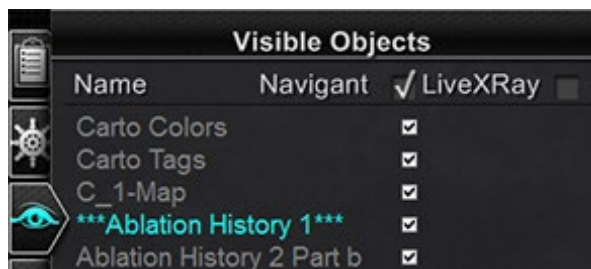 Visible Objects
Name Navigant LiveXRay
Carto Colors
Carto Tags
C_1-Map
***Ablation History 1***
Ablation History 2 Part b